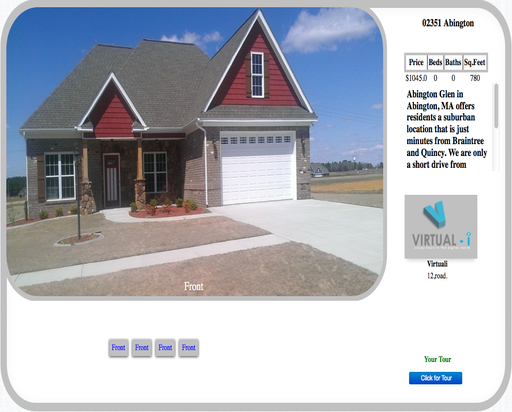 02351 Abington
Price Beds Baths Sq.Feet
$1045.0 0 0 780
Abington Glen in
Abington, MA offers
residents a suburban
location that is just
minutes from Braintree
and Quincy. We are only
a short drive from
VIRTUAL - i
Virtuali
12,road.
Front
Front Front Front Front
Your Tour
Click for Tour